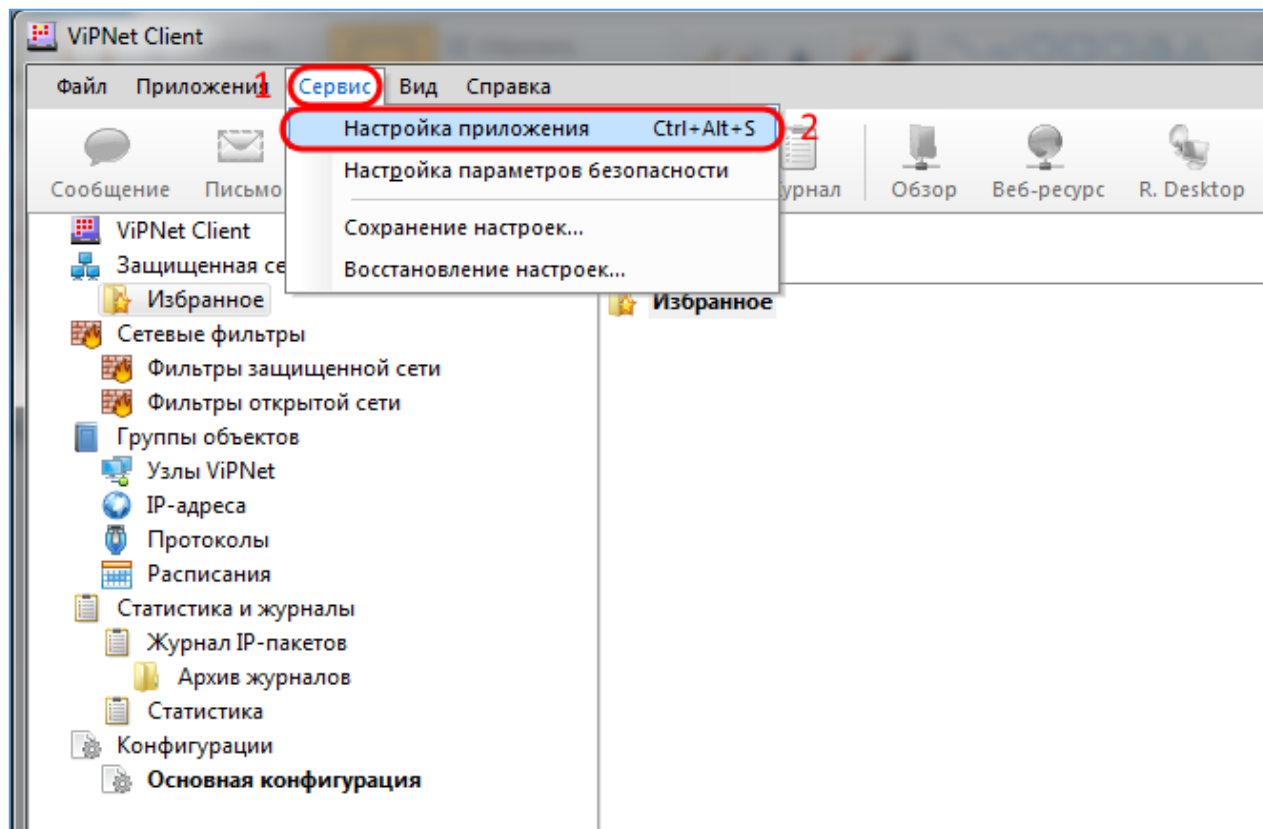 ViPNet Client
Файл Приложения 1 Сервис Вид Справка
Настройка приложения Ctrl+Alt+S 2
Настройка параметров безопасности
Сохранение настроек...
Восстановление настроек...
Сообщение Письмо Обзор Веб-ресурс R. Desktop
ViPNet Client
Защищенная
Избранное
Избранное
Сетевые фильтры
Фильтры защищенной сети
Фильтры открытой сети
Группы объектов
Узлы ViPNet
IP-адреса
Протоколы
Расписания
Статистика и журналы
Журнал IP-пакетов
Архив журналов
Статистика
Конфигурации
Основная конфигурация